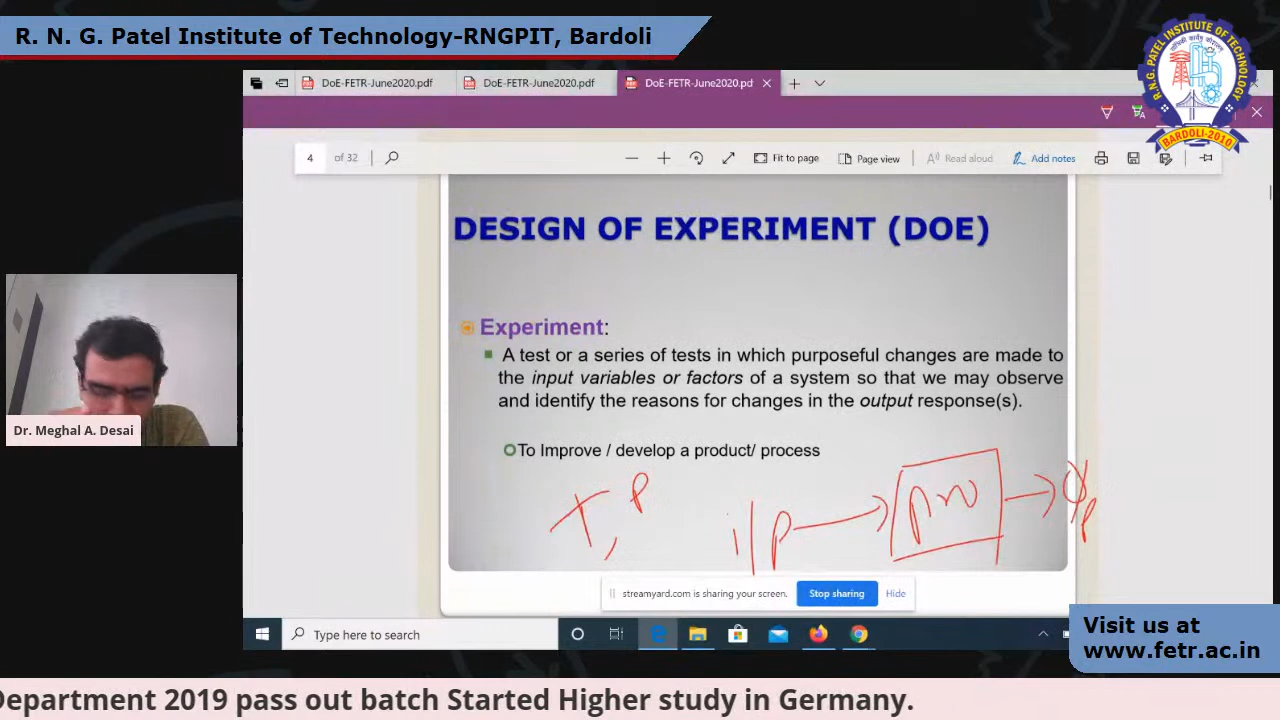 R. N. G. Patel Institute of Technology-RNGPIT, Bardoli
R.N.G. PATEL INSTITUTE OF TECHNOLOGY
BARDOLI-2010
DoE-FETR-June2020.pdf
DoE-FETR-June2020.pdf
DoE-FETR-June2020.pd
4 of 32
Fit to page
Page view
Read aloud
Add notes
DESIGN OF EXPERIMENT (DOE)
Experiment:
A test or a series of tests in which purposeful changes are made to
the input variables or factors of a system so that we may observe
and identify the reasons for changes in the output response(s).
To Improve / develop a product/ process
T, P
i/p
pro
O/p
Dr. Meghal A. Desai
streamyard.com is sharing your screen.
Stop sharing
Hide
Type here to search
Visit us at
www.fetr.ac.in
Department 2019 pass out batch Started Higher study in Germany.